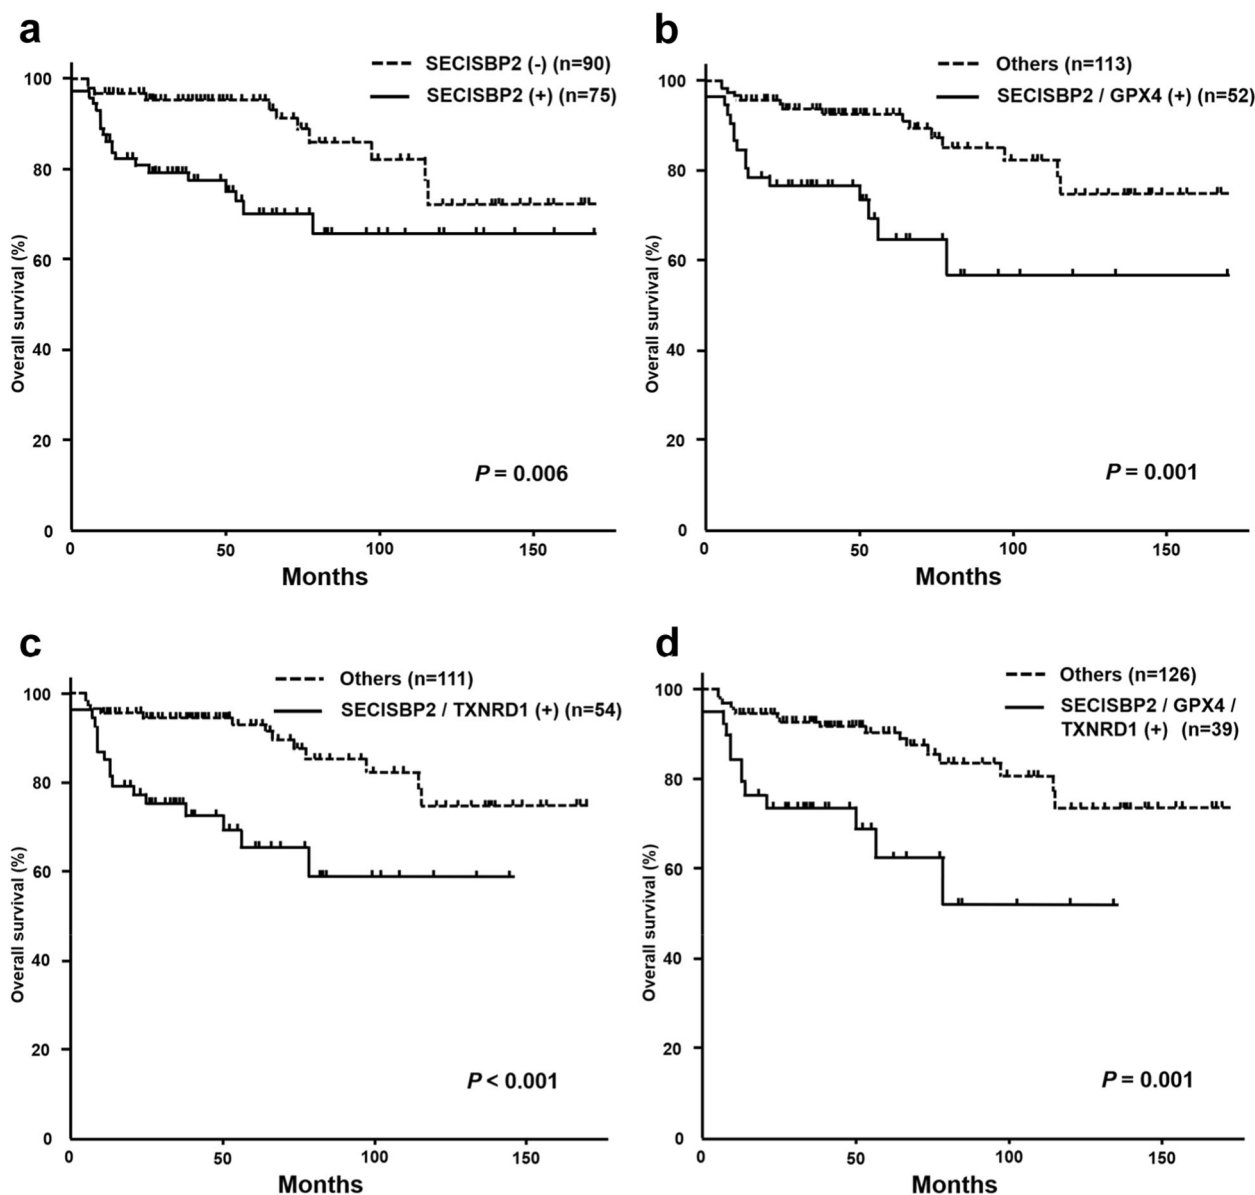 a
SECISBP2 (-) (n=90)
SECISBP2 (+) (n=75)
100
80
60
40
20
0
Overall survival (%)
P = 0.006
0 50 100 150
Months
b
Others (n=113)
SECISBP2 / GPX4 (+) (n=52)
100
80
60
40
20
0
Overall survival (%)
P = 0.001
0 50 100 150
Months
c
Others (n=111)
SECISBP2 / TXNRD1 (+) (n=54)
100
80
60
40
20
0
Overall survival (%)
P < 0.001
0 50 100 150
Months
d
Others (n=126)
SECISBP2 / GPX4 /
TXNRD1 (+) (n=39)
100
80
60
40
20
0
Overall survival (%)
P = 0.001
0 50 100 150
Months